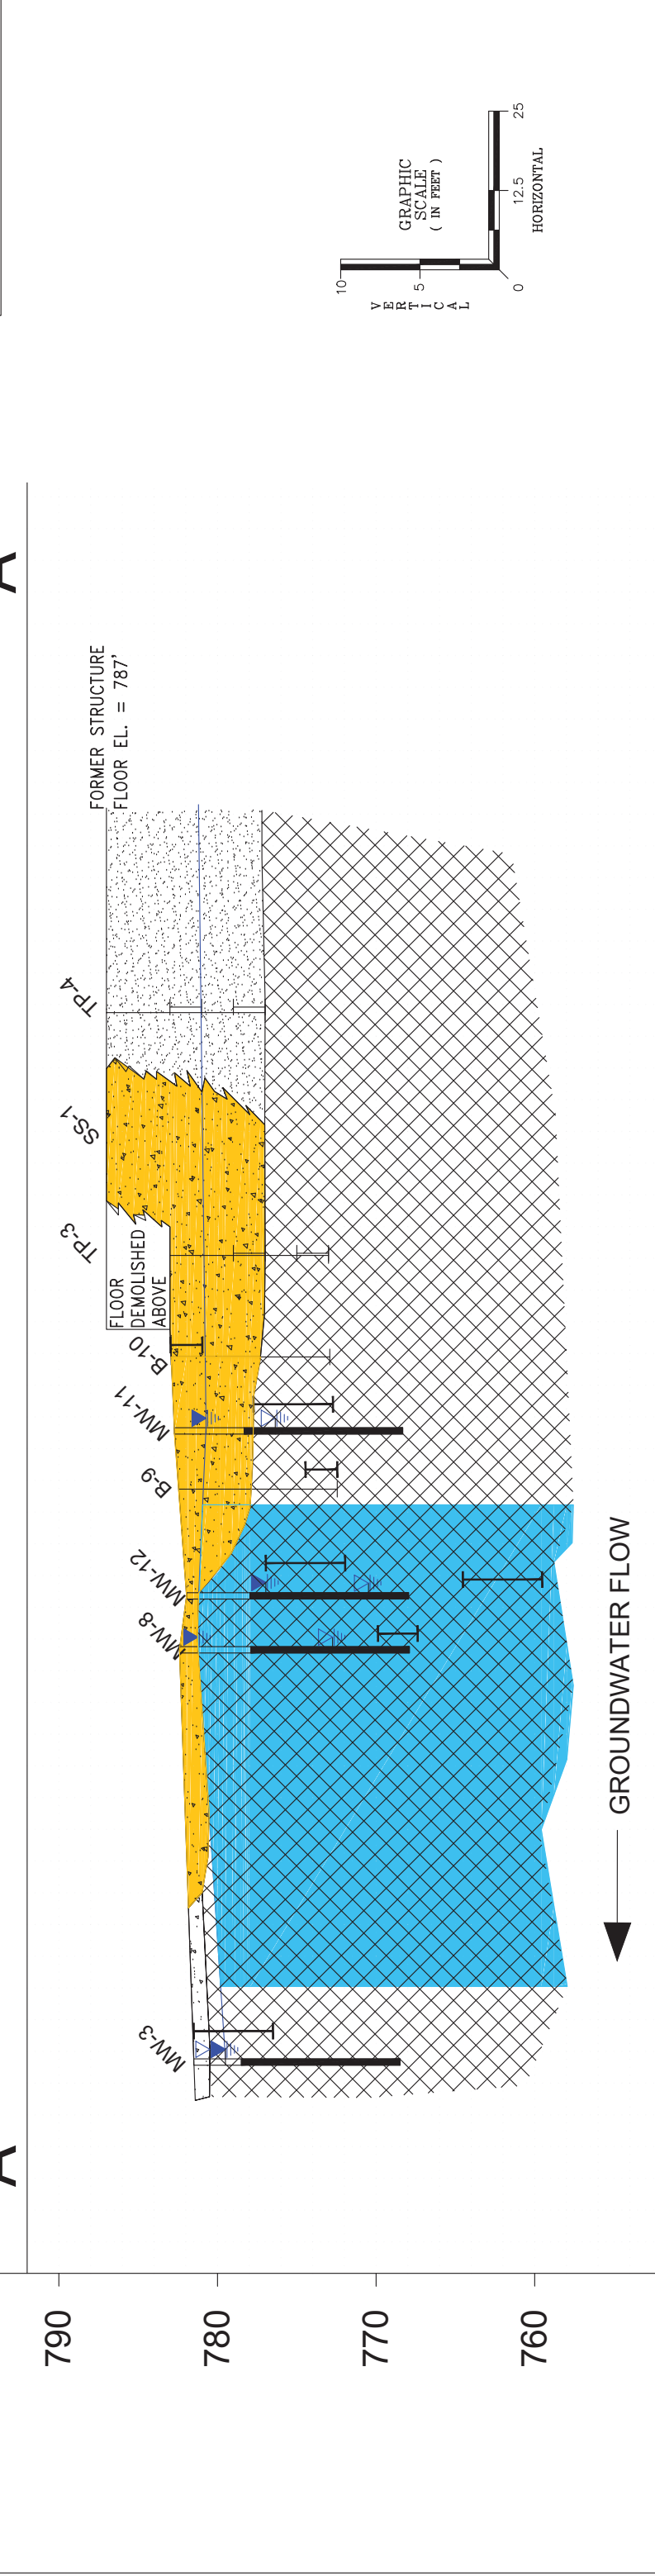 A
A
FORMER STRUCTURE
FLOOR EL. = 787'
MW-3
MW-8
MW-12
B-9
MW-11
B-10
TP-3
SS-1
TP-4
FLOOR
DEMOLISHED
ABOVE
790
780
770
760
GROUNDWATER FLOW
GRAPHIC
SCALE
( IN FEET )
10
5
0
12.5
25
VERTICAL
HORIZONTAL